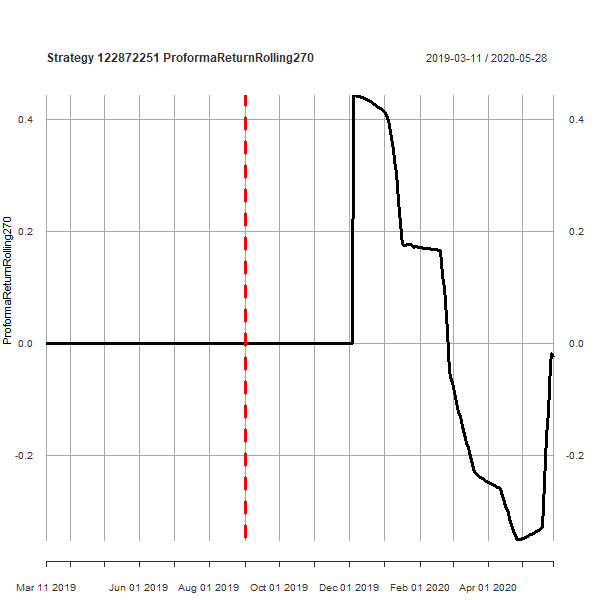 Strategy 122872251 ProformaReturnRolling270
2019-03-11 / 2020-05-28
ProformaReturnRolling270
0.4 0.4
0.2 0.2
0.0 0.0
-0.2 -0.2
Mar 11 2019 Jun 01 2019 Aug 01 2019 Oct 01 2019 Dec 01 2019 Feb 01 2020 Apr 01 2020